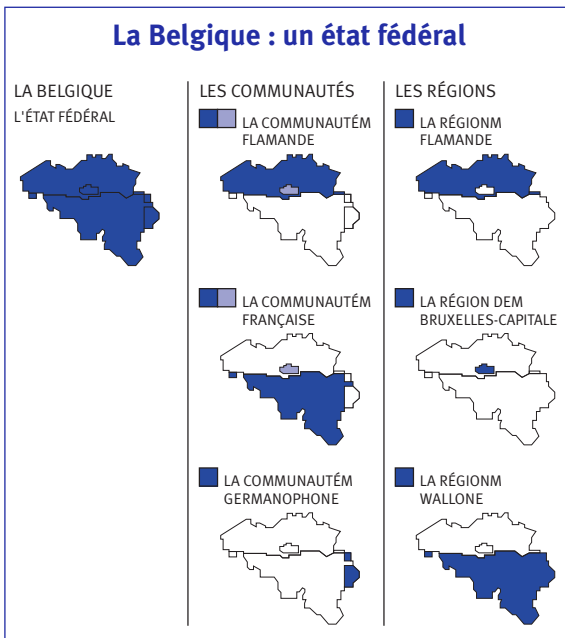 La Belgique : un état fédéral
LA BELGIQUE
L'ÉTAT FÉDÉRAL
LES COMMUNAUTÉS
LA COMMUNAUTÉM
FLAMANDE
LA COMMUNAUTÉM
FRANÇAISE
LA COMMUNAUTÉM
GERMANOPHONE
LES RÉGIONS
LA RÉGIONM
FLAMANDE
LA RÉGION DEM
BRUXELLES-CAPITALE
LA RÉGIONM
WALLONE